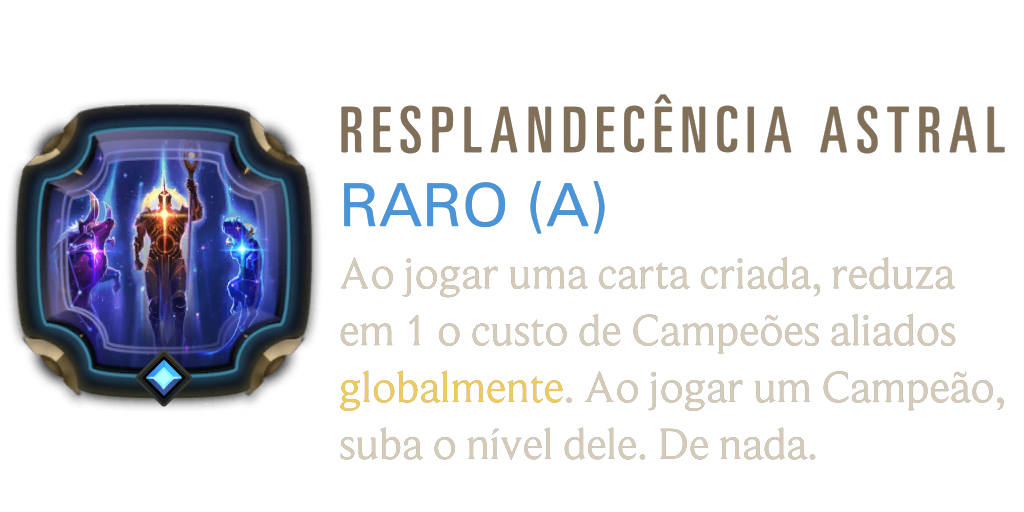 RESPLANDECÊNCIA ASTRAL
RARO (A)
Ao jogar uma carta criada, reduza
em 1 o custo de Campeões aliados
globalmente. Ao jogar um Campeão,
suba o nível dele. De nada.